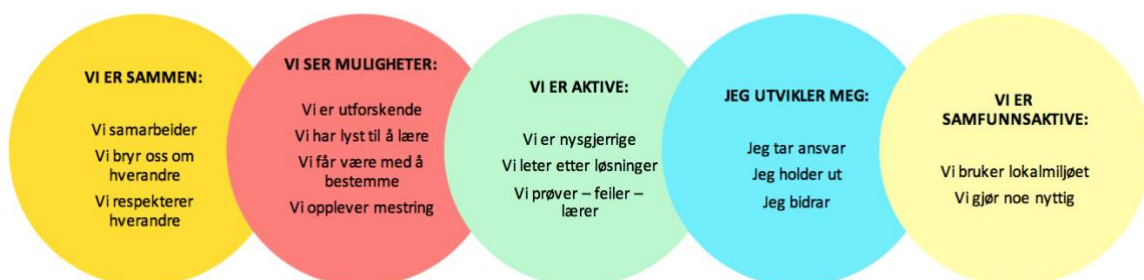 VI ER SAMMEN:
Vi samarbeider
Vi bryr oss om
hverandre
Vi respekterer
hverandre
VI SER MULIGHETER:
Vi er utforskende
Vi har lyst til å lære
Vi får være med å
bestemme
Vi opplever mestring
VI ER AKTIVE:
Vi er nysgjerrige
Vi leter etter løsninger
Vi prøver – feiler –
lærer
JEG UTVIKLER MEG:
Jeg tar ansvar
Jeg holder ut
Jeg bidrar
VI ER
SAMFUNNSAKTIVE:
Vi bruker lokalmiljøet
Vi gjør noe nyttig